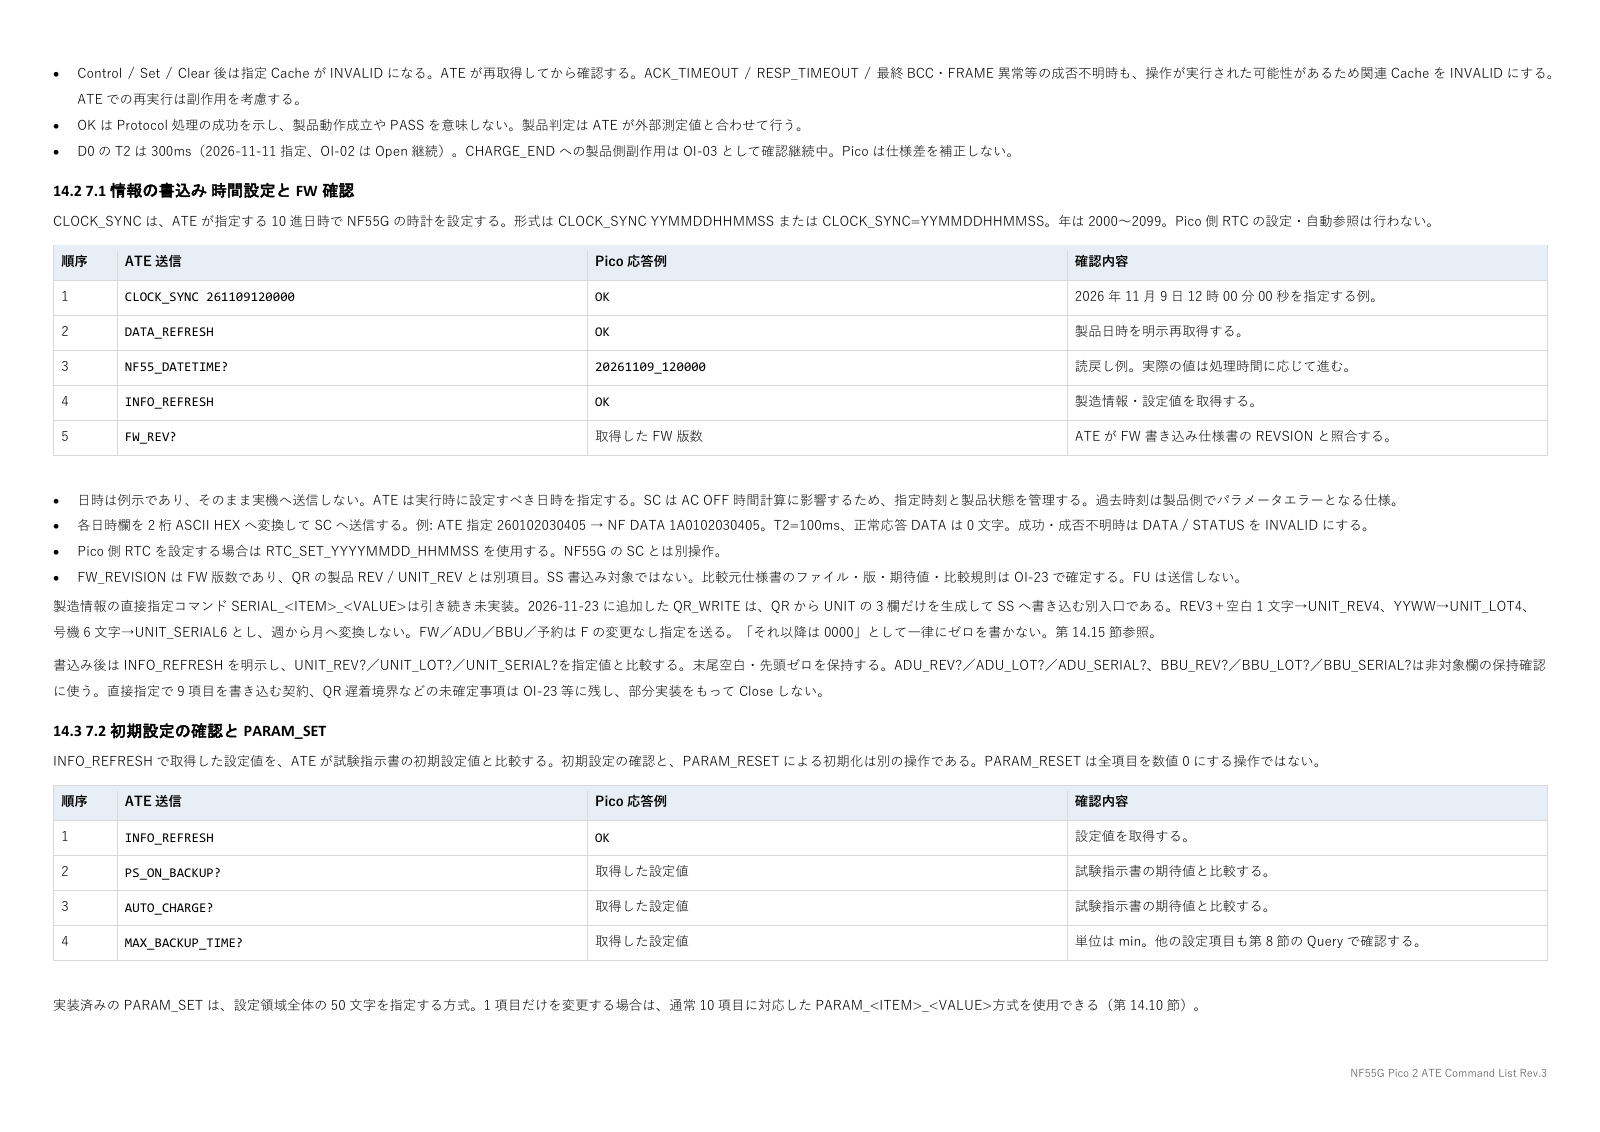 • Control / Set / Clear 後は指定 Cache が INVALID になる。ATE が再取得してから確認する。ACK_TIMEOUT / RESP_TIMEOUT / 最終 BCC・FRAME 異常等の成否不明時も、操作が実行された可能性があるため関連 Cache を INVALID にする。
ATE での再実行は副作用を考慮する。
• OK は Protocol 処理の成功を示し、製品動作成立や PASS を意味しない。製品判定は ATE が外部測定値と合わせて行う。
• D0 の T2 は 300ms（2026-11-11 指定、OI-02 は Open 継続）。CHARGE_END への製品側副作用は OI-03 として確認継続中。Pico は仕様差を補正しない。
14.2 7.1 情報の書込み 時間設定と FW 確認
CLOCK_SYNC は、ATE が指定する 10 進日時で NF55G の時計を設定する。形式は CLOCK_SYNC YYMMDDHHMMSS または CLOCK_SYNC=YYMMDDHHMMSS。年は 2000～2099。Pico 側 RTC の設定・自動参照は行わない。
順序 ATE 送信 Pico 応答例 確認内容
1 CLOCK_SYNC 261109120000 OK 2026 年 11 月 9 日 12 時 00 分 00 秒を指定する例。
2 DATA_REFRESH OK 製品日時を明示再取得する。
3 NF55_DATETIME? 20261109_120000 読戻し例。実際の値は処理時間に応じて進む。
4 INFO_REFRESH OK 製造情報・設定値を取得する。
5 FW_REV? 取得した FW 版数 ATE が FW 書き込み仕様書の REVSION と照合する。
• 日時は例示であり、そのまま実機へ送信しない。ATE は実行時に設定すべき日時を指定する。SC は AC OFF 時間計算に影響するため、指定時刻と製品状態を管理する。過去時刻は製品側でパラメータエラーとなる仕様。
• 各日時欄を 2 桁 ASCII HEX へ変換して SC へ送信する。例: ATE 指定 260102030405 → NF DATA 1A0102030405。T2=100ms、正常応答 DATA は 0 文字。成功・成否不明時は DATA / STATUS を INVALID にする。
• Pico 側 RTC を設定する場合は RTC_SET_YYYYMMDD_HHMMSS を使用する。NF55G の SC とは別操作。
• FW_REVISION は FW 版数であり、QR の製品 REV / UNIT_REV とは別項目。SS 書込み対象ではない。比較元仕様書のファイル・版・期待値・比較規則は OI-23 で確定する。FU は送信しない。
製造情報の直接指定コマンド SERIAL_<ITEM>_<VALUE>は引き続き未実装。2026-11-23 に追加した QR_WRITE は、QR から UNIT の 3 欄だけを生成して SS へ書き込む別入口である。REV3＋空白 1 文字→UNIT_REV4、YYWW→UNIT_LOT4、
号機 6 文字→UNIT_SERIAL6 とし、週から月へ変換しない。FW／ADU／BBU／予約は F の変更なし指定を送る。「それ以降は 0000」として一律にゼロを書かない。第 14.15 節参照。
書込み後は INFO_REFRESH を明示し、UNIT_REV?／UNIT_LOT?／UNIT_SERIAL?を指定値と比較する。末尾空白・先頭ゼロを保持する。ADU_REV?／ADU_LOT?／ADU_SERIAL?、BBU_REV?／BBU_LOT?／BBU_SERIAL?は非対象欄の保持確認
に使う。直接指定で 9 項目を書き込む契約、QR 遅着境界などの未確定事項は OI-23 等に残し、部分実装をもって Close しない。
14.3 7.2 初期設定の確認と PARAM_SET
INFO_REFRESH で取得した設定値を、ATE が試験指示書の初期設定値と比較する。初期設定の確認と、PARAM_RESET による初期化は別の操作である。PARAM_RESET は全項目を数値 0 にする操作ではない。
順序 ATE 送信 Pico 応答例 確認内容
1 INFO_REFRESH OK 設定値を取得する。
2 PS_ON_BACKUP? 取得した設定値 試験指示書の期待値と比較する。
3 AUTO_CHARGE? 取得した設定値 試験指示書の期待値と比較する。
4 MAX_BACKUP_TIME? 取得した設定値 単位は min。他の設定項目も第 8 節の Query で確認する。
実装済みの PARAM_SET は、設定領域全体の 50 文字を指定する方式。1 項目だけを変更する場合は、通常 10 項目に対応した PARAM_<ITEM>_<VALUE>方式を使用できる（第 14.10 節）。
NF55G Pico 2 ATE Command List Rev.3